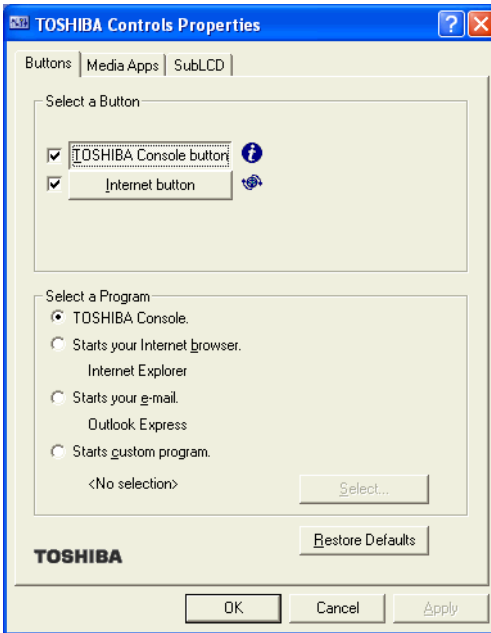 TOSHIBA Controls Properties
Buttons Media Apps SubLCD
Select a Button
TOSHIBA Console button
Internet button
Select a Program
TOSHIBA Console.
Starts your Internet browser.
Internet Explorer
Starts your e-mail.
Outlook Express
Starts custom program.
<No selection>
Select...
Restore Defaults
TOSHIBA
OK Cancel Apply